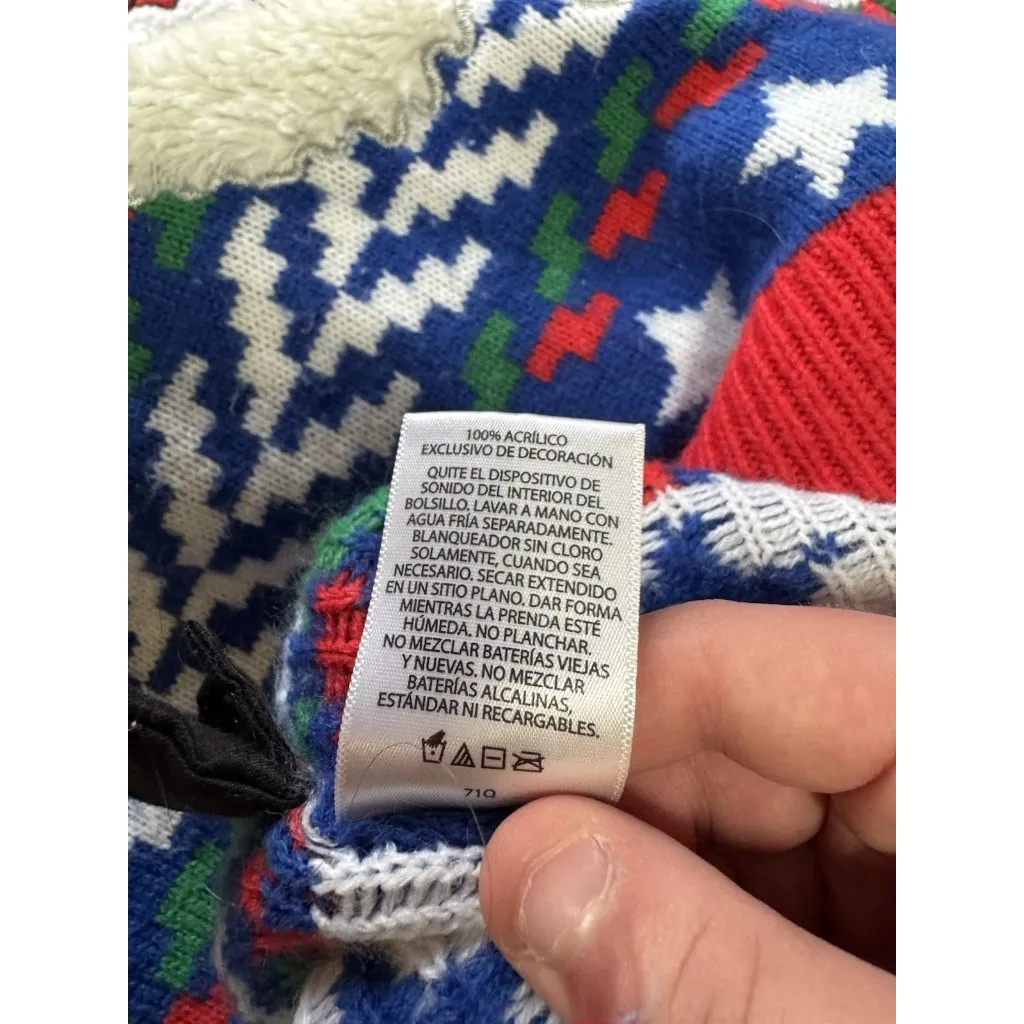 100% ACRÍLICO
EXCLUSIVO DE DECORACIÓN
QUITE EL DISPOSITIVO DE
SONIDO DEL INTERIOR DEL
BOLSILLO. LAVAR A MANO CON
AGUA FRÍA SEPARADAMENTE.
BLANQUEADOR SIN CLORO
SOLAMENTE, CUANDO SEA
NECESARIO. SECAR EXTENDIDO
EN UN SITIO PLANO. DAR FORMA
MIENTRAS LA PRENDA ESTÉ
HÚMEDA. NO PLANCHAR.
NO MEZCLAR BATERÍAS VIEJAS
Y NUEVAS. NO MEZCLAR
BATERÍAS ALCALINAS,
ESTÁNDAR NI RECARGABLES.
71Q